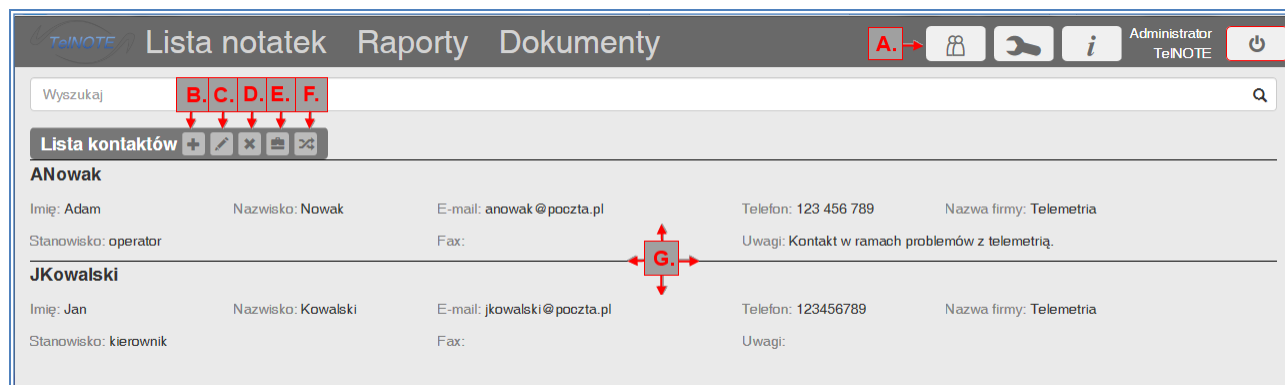 TelNOTE Lista notatek Raporty Dokumenty A. i Administrator
TelNOTE
Wyszukaj B. C. D. E. F.
Lista kontaktów
ANowak
Imię: Adam Nazwisko: Nowak E-mail: anowak@poczta.pl Telefon: 123 456 789 Nazwa firmy: Telemetria
Stanowisko: operator Fax: Uwagi: Kontakt w ramach problemów z telemetrią.
G.
JKowalski
Imię: Jan Nazwisko: Kowalski E-mail: jkowalski@poczta.pl Telefon: 123456789 Nazwa firmy: Telemetria
Stanowisko: kierownik Fax: Uwagi: